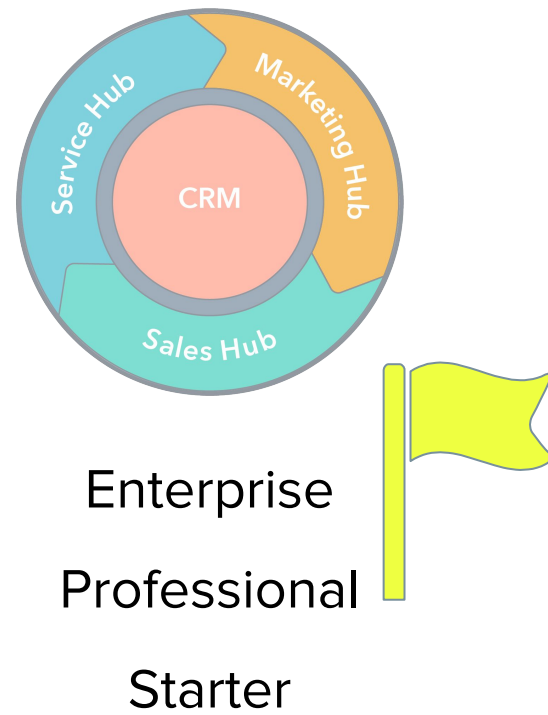 Service Hub
Marketing Hub
CRM
Sales Hub
Enterprise
Professional
Starter